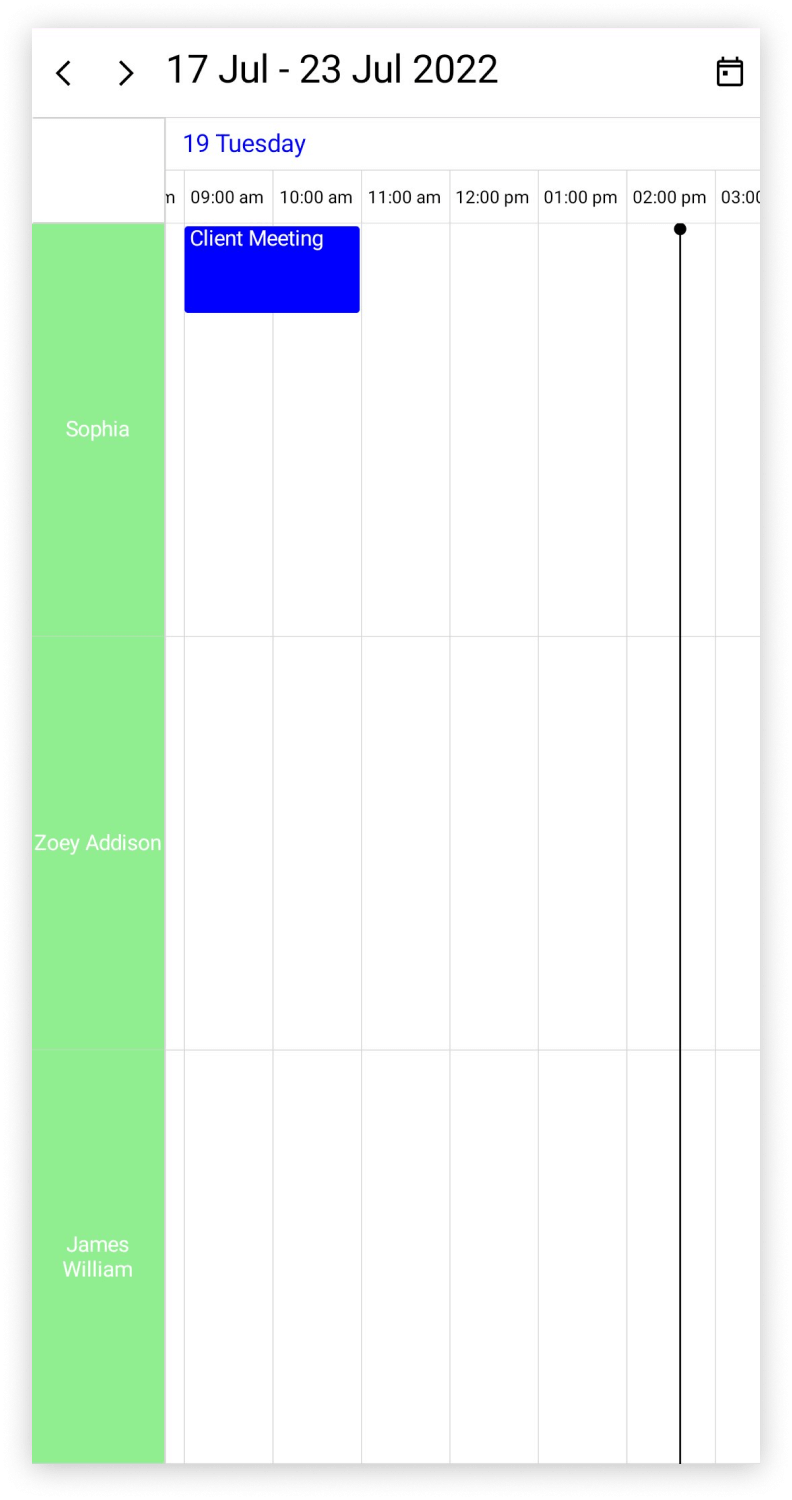 17 Jul - 23 Jul 2022
19 Tuesday
09:00 am 10:00 am 11:00 am 12:00 pm 01:00 pm 02:00 pm
Client Meeting
Sophia
Zoey Addison
James
William